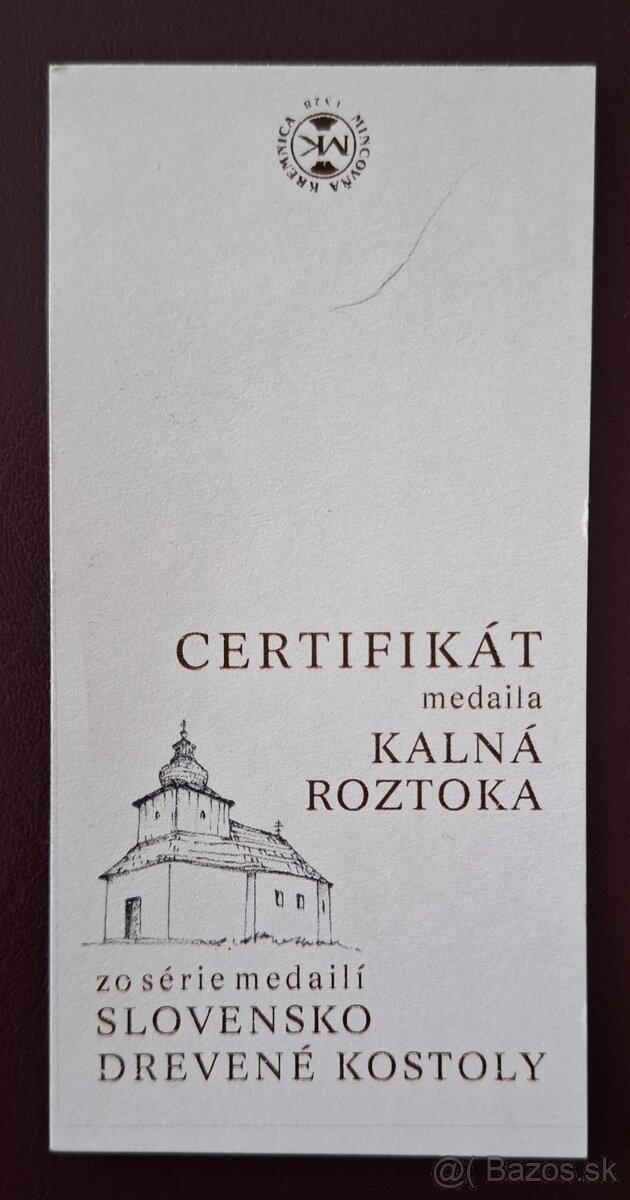 MINCOVŇA KREMNICA
1328
MK
CERTIFIKÁT
medaila
KALNÁ
ROZTOKA
zo série medailí
SLOVENSKO
DREVENÉ KOSTOLY
@( Bazos.sk